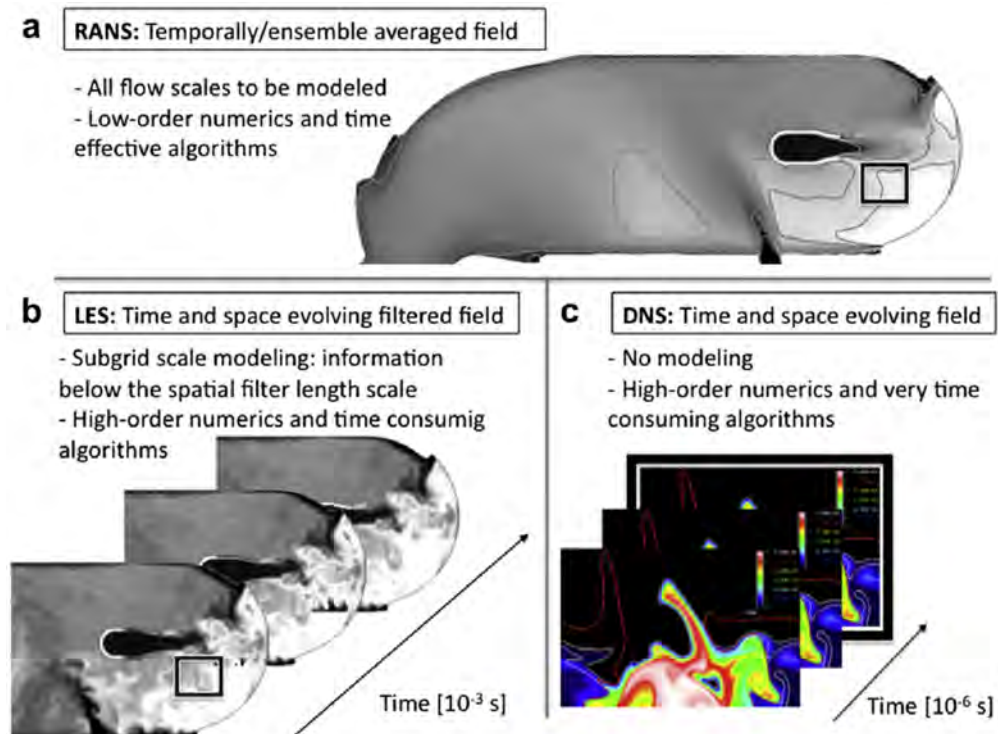 a
RANS: Temporally/ensemble averaged field
- All flow scales to be modeled
- Low-order numerics and time
effective algorithms
b
LES: Time and space evolving filtered field
- Subgrid scale modeling: information
below the spatial filter length scale
- High-order numerics and time consumig
algorithms
Time [10⁻³ s]
c
DNS: Time and space evolving field
- No modeling
- High-order numerics and very time
consuming algorithms
Time [10⁻⁶ s]